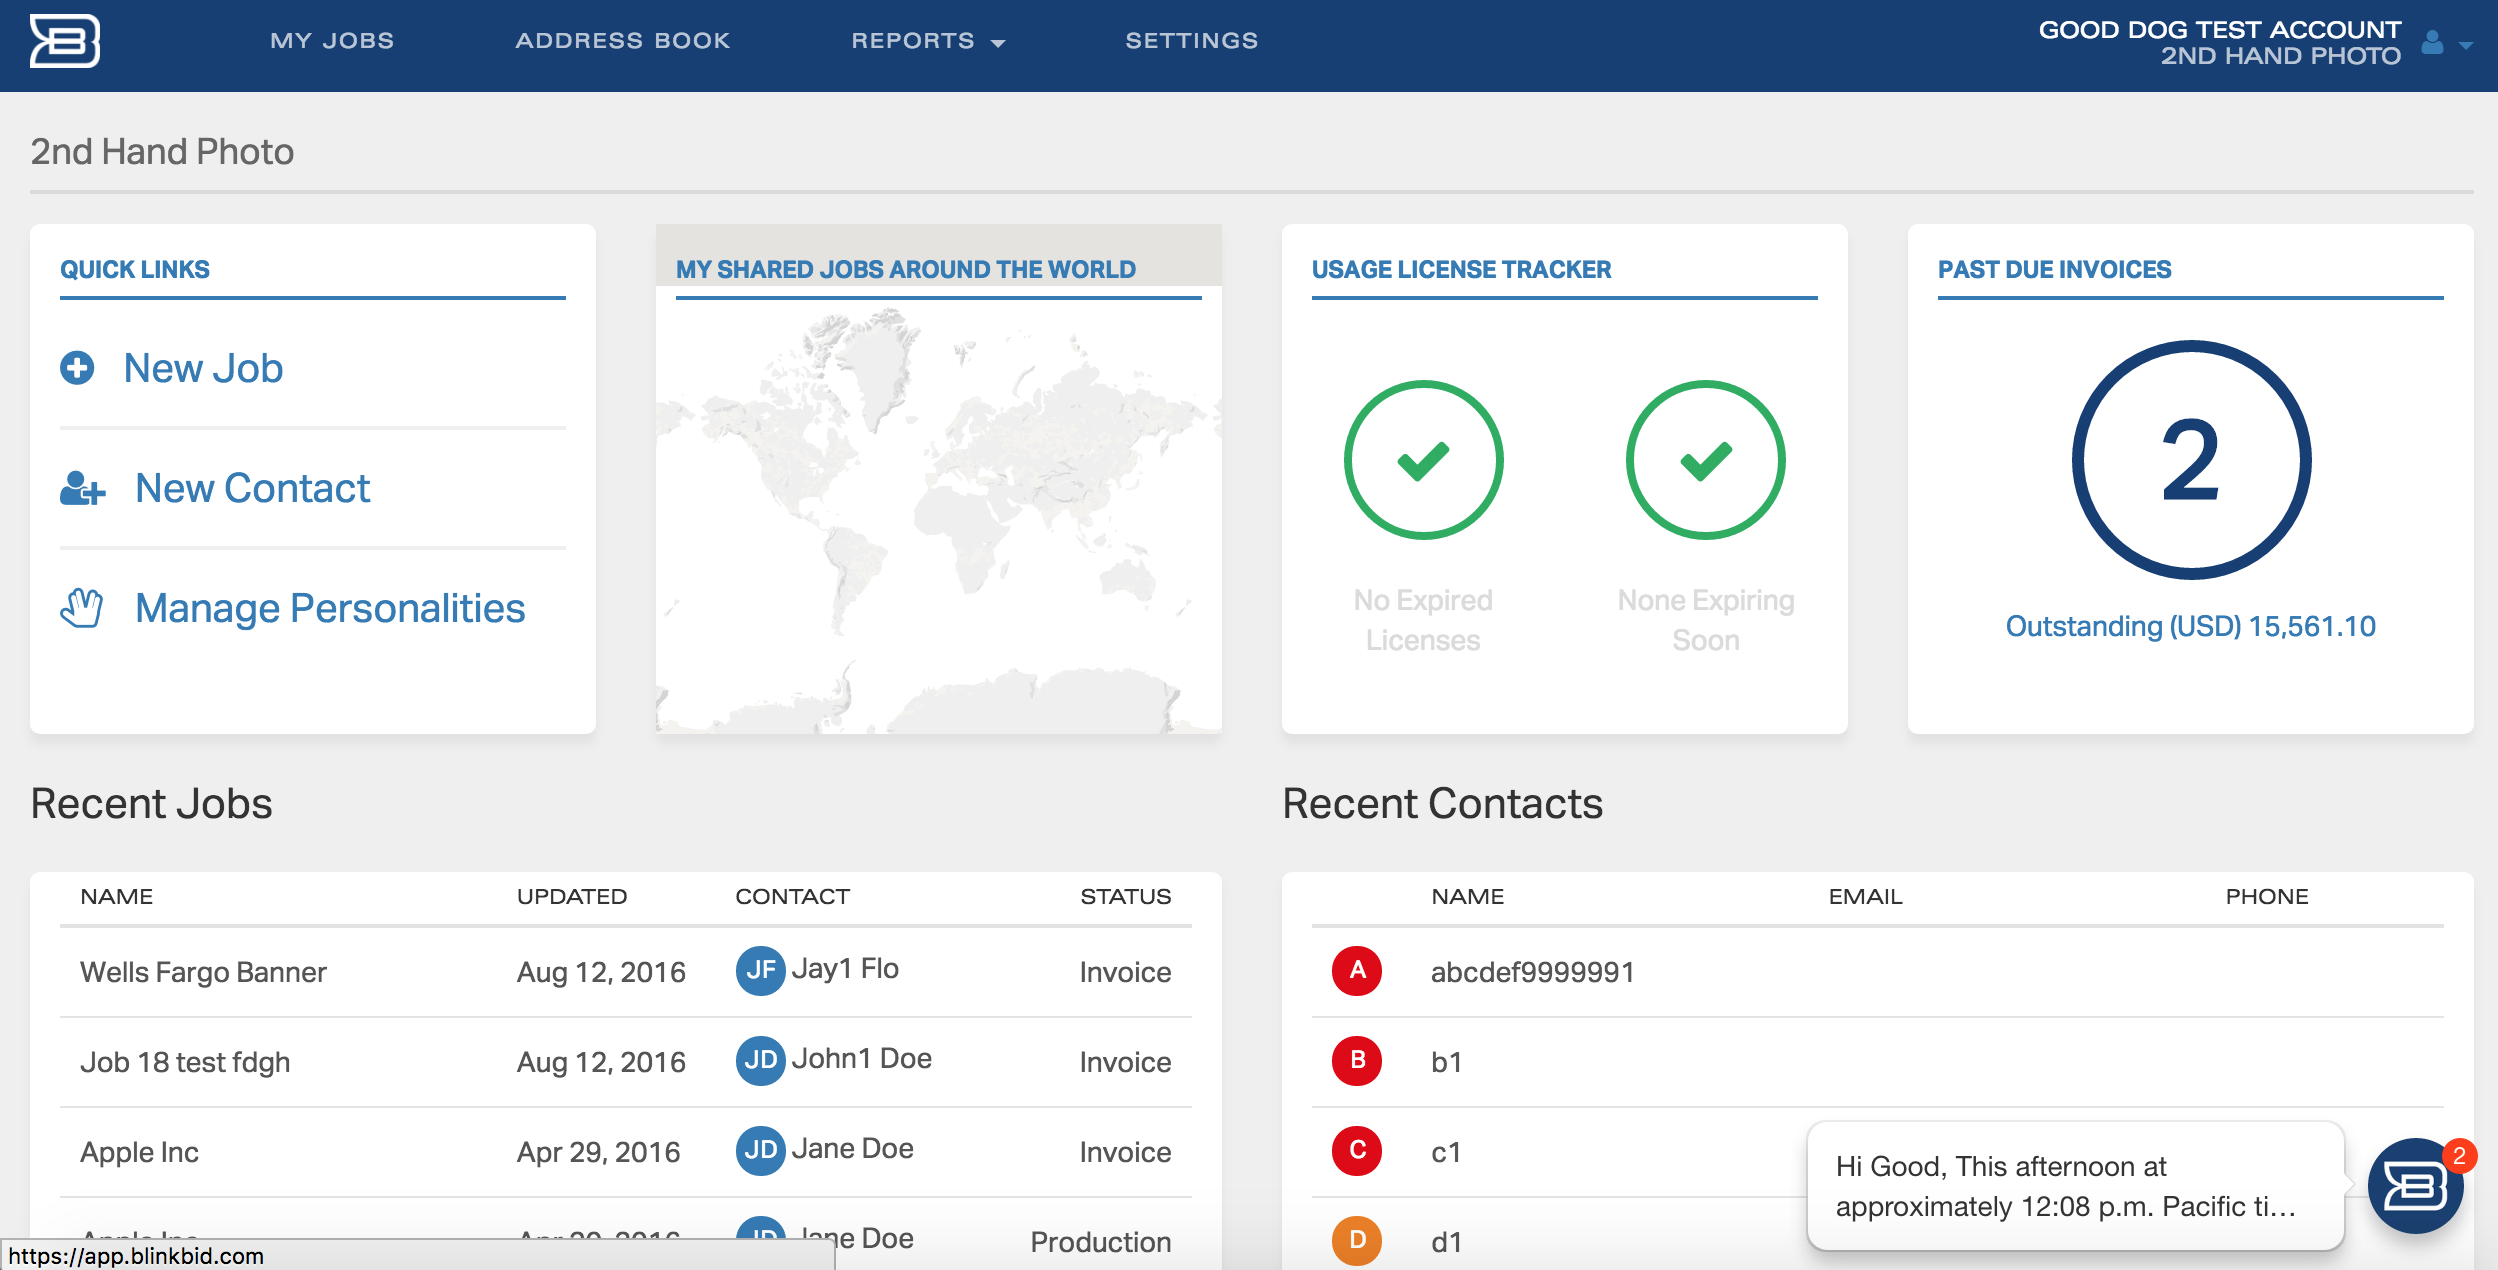 MY JOBS
ADDRESS BOOK
REPORTS
SETTINGS
GOOD DOG TEST ACCOUNT
2ND HAND PHOTO
2nd Hand Photo
QUICK LINKS
New Job
New Contact
Manage Personalities
MY SHARED JOBS AROUND THE WORLD
USAGE LICENSE TRACKER
No Expired
Licenses
None Expiring
Soon
PAST DUE INVOICES
2
Outstanding (USD) 15,561.10
Recent Jobs
NAME UPDATED CONTACT STATUS
Wells Fargo Banner Aug 12, 2016 JF Jay1 Flo Invoice
Job 18 test fdgh Aug 12, 2016 JD John1 Doe Invoice
Apple Inc Apr 29, 2016 JD Jane Doe Invoice
Apple Inc Apr 29, 2016 JD Jane Doe Production
Recent Contacts
NAME EMAIL PHONE
A abcdef9999991
B b1
C c1
D d1
Hi Good, This afternoon at
approximately 12:08 p.m. Pacific ti...
2
https://app.blinkbid.com